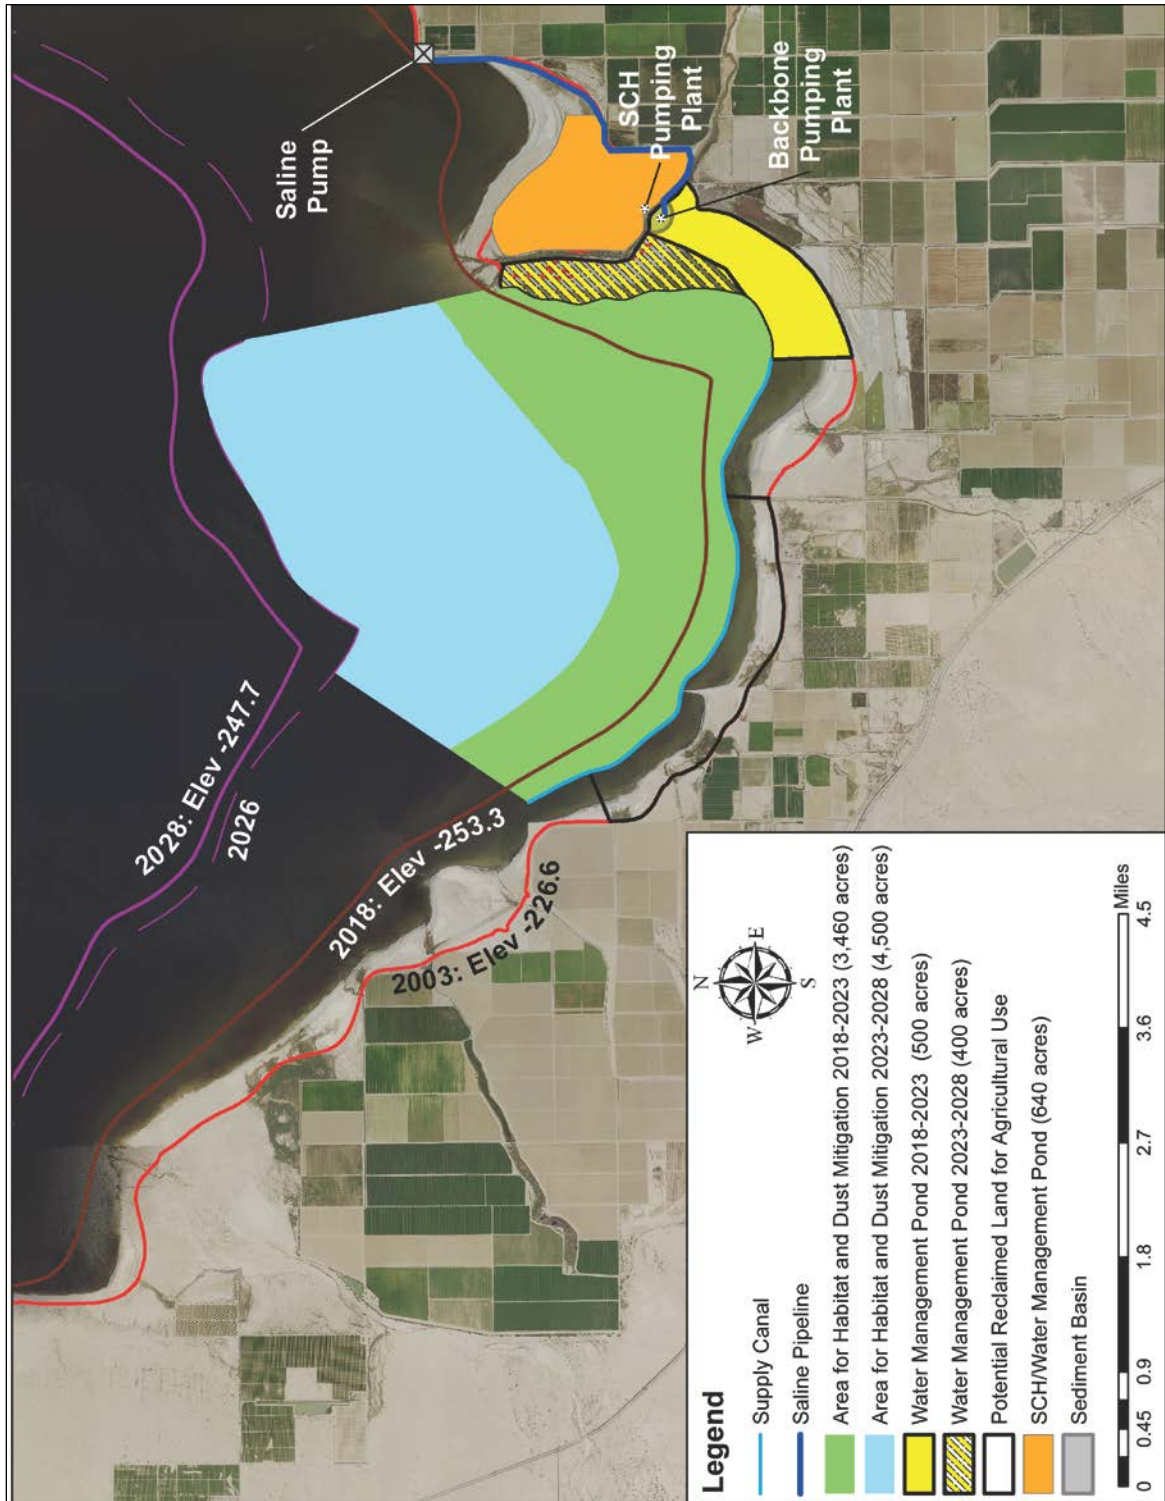 Saline
Pump
SCH
Pumping
Plant
Backbone
Pumping
Plant
2028: Elev -247.7
2026
2018: Elev -253.3
2003: Elev -226.6
Legend
Supply Canal
Saline Pipeline
Area for Habitat and Dust Mitigation 2018-2023 (3,460 acres)
Area for Habitat and Dust Mitigation 2023-2028 (4,500 acres)
Water Management Pond 2018-2023 (500 acres)
Water Management Pond 2023-2028 (400 acres)
Potential Reclaimed Land for Agricultural Use
SCH/Water Management Pond (640 acres)
Sediment Basin
N
W E
S
0 0.45 0.9 1.8 2.7 3.6 4.5
Miles